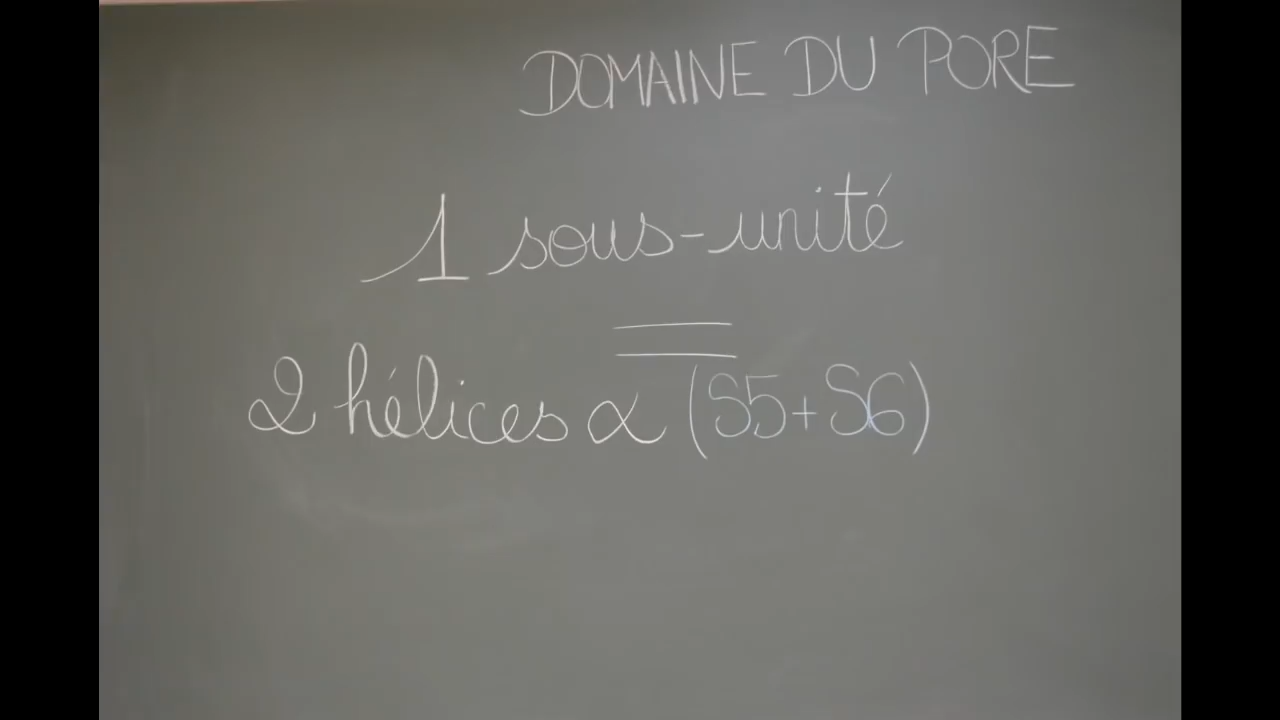 DOMAINE DU PORE
1 sous-unité
=
2 hélices α (S5+S6)